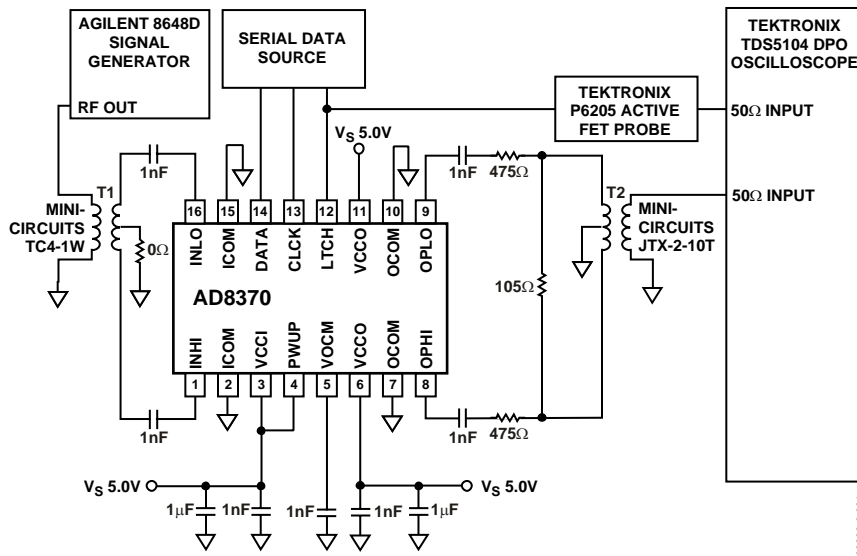 AGILENT 8648D
SIGNAL
GENERATOR
RF OUT
SERIAL DATA
SOURCE
TEKTRONIX
TDS5104 DPO
OSCILLOSCOPE
TEKTRONIX
P6205 ACTIVE
FET PROBE
50Ω INPUT
50Ω INPUT
VS 5.0V
1nF
1nF
475Ω
T1
T2
MINI-
CIRCUITS
TC4-1W
0Ω
MINI-
CIRCUITS
JTX-2-10T
105Ω
16
15
14
13
12
11
10
9
INLO
ICOM
DATA
CLCK
LTCH
VCCO
OCOM
OPLO
AD8370
INHI
ICOM
VCCI
PWUP
VOCM
VCCO
OCOM
OPHI
1
2
3
4
5
6
7
8
1nF
1nF
475Ω
VS 5.0V
VS 5.0V
1μF
1nF
1nF
1nF
1μF